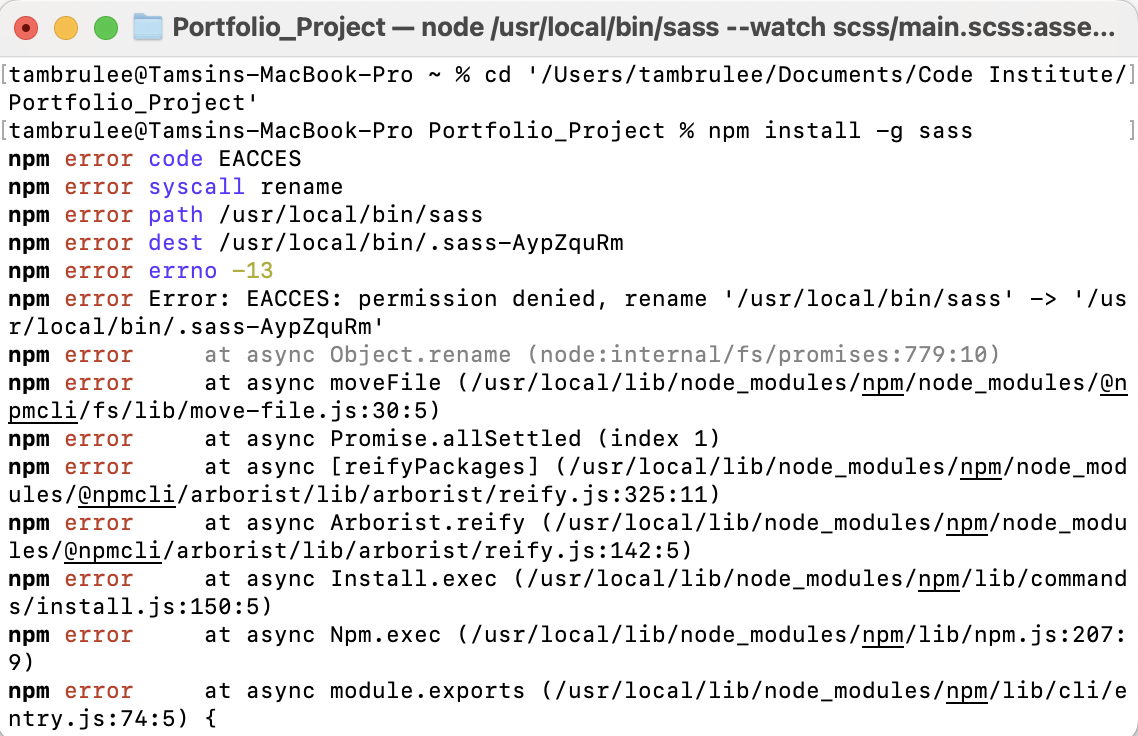 Portfolio_Project — node /usr/local/bin/sass --watch scss/main.scss:asse...
[tambrulee@Tamsins-MacBook-Pro ~ % cd '/Users/tambrulee/Documents/Code Institute/]
Portfolio_Project'
[tambrulee@Tamsins-MacBook-Pro Portfolio_Project % npm install -g sass ]
npm error code EACCES
npm error syscall rename
npm error path /usr/local/bin/sass
npm error dest /usr/local/bin/.sass-AypZquRm
npm error errno -13
npm error Error: EACCES: permission denied, rename '/usr/local/bin/sass' -> '/us
r/local/bin/.sass-AypZquRm'
npm error     at async Object.rename (node:internal/fs/promises:779:10)
npm error     at async moveFile (/usr/local/lib/node_modules/npm/node_modules/@n
pmcli/fs/lib/move-file.js:30:5)
npm error     at async Promise.allSettled (index 1)
npm error     at async [reifyPackages] (/usr/local/lib/node_modules/npm/node_mod
ules/@npmcli/arborist/lib/arborist/reify.js:325:11)
npm error     at async Arborist.reify (/usr/local/lib/node_modules/npm/node_modu
les/@npmcli/arborist/lib/arborist/reify.js:142:5)
npm error     at async Install.exec (/usr/local/lib/node_modules/npm/lib/command
s/install.js:150:5)
npm error     at async Npm.exec (/usr/local/lib/node_modules/npm/lib/npm.js:207:
9)
npm error     at async module.exports (/usr/local/lib/node_modules/npm/lib/cli/e
ntry.js:74:5) {